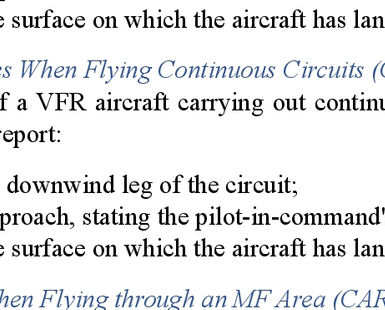 e surface on which the aircraft has lan
es When Flying Continuous Circuits (
f a VFR aircraft carrying out continu
report:
downwind leg of the circuit;
proach, stating the pilot-in-command'
e surface on which the aircraft has lan
hen Flying through an MF Area (CAR